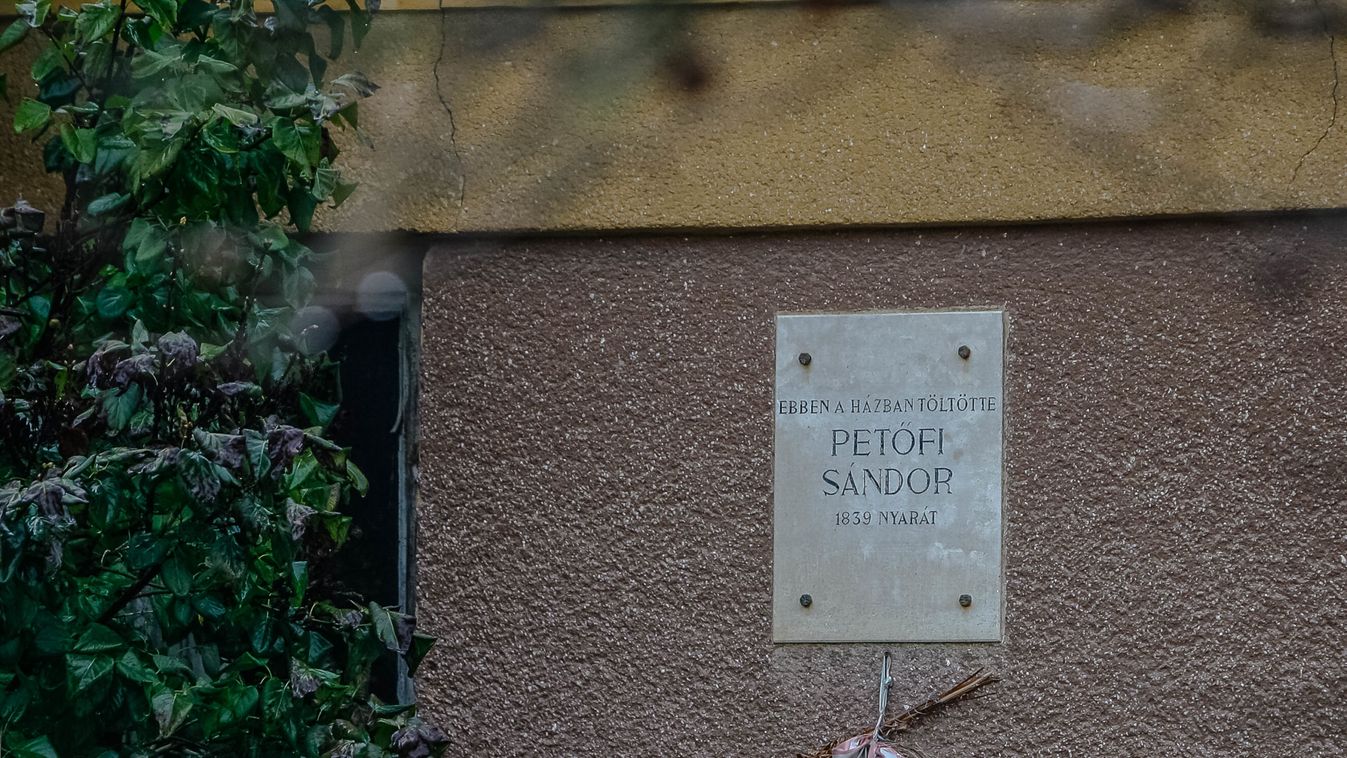 EBBEN A HÁZBAN TÖLTÖTTE
PETŐFI
SÁNDOR
1839 NYARÁT